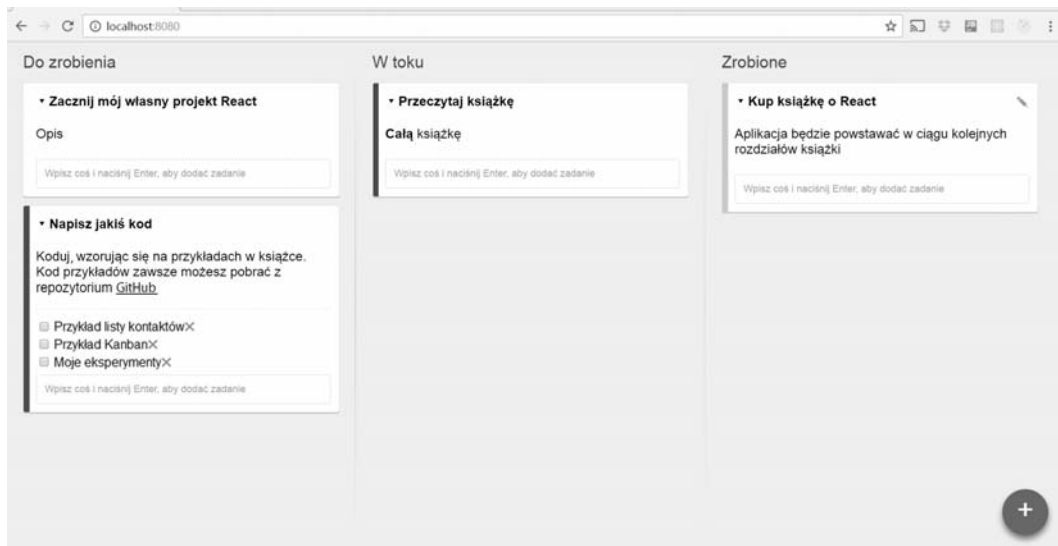 localhost:8080
Do zrobienia
Zacznij mój własny projekt React
Opis
Wpisz coś i naciśnij Enter, aby dodać zadanie
Napisz jakiś kod
Koduj, wzorując się na przykładach w książce.
Kod przykładów zawsze możesz pobrać z
repozytorium GitHub
Przykład listy kontaktów×
Przykład Kanban×
Moje eksperymenty×
Wpisz coś i naciśnij Enter, aby dodać zadanie
W toku
Przeczytaj książkę
Całą książkę
Wpisz coś i naciśnij Enter, aby dodać zadanie
Zrobione
Kup książkę o React
Aplikacja będzie powstawać w ciągu kolejnych
rozdziałów książki
Wpisz coś i naciśnij Enter, aby dodać zadanie
+